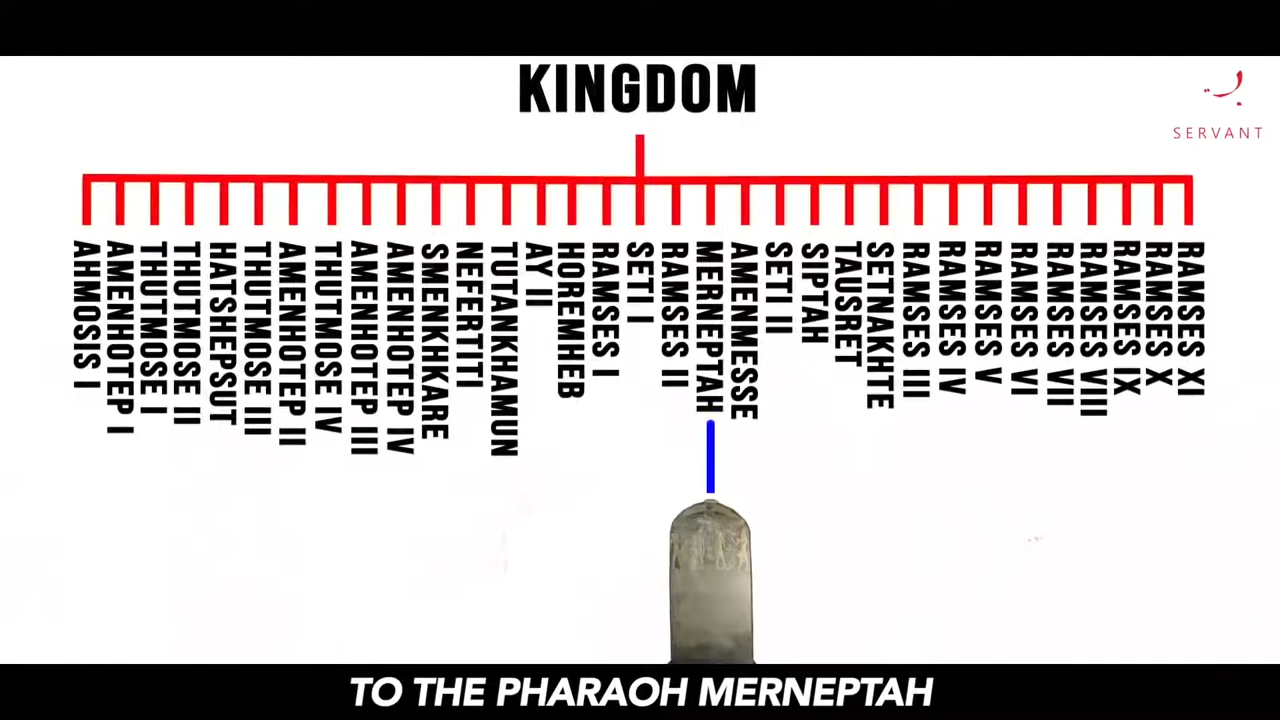 KINGDOM
SERVANT
AHMOSIS I
AMENHOTEP I
THUTMOSE I
THUTMOSE II
HATSHEPSUT
THUTMOSE III
AMENHOTEP II
THUTMOSE IV
AMENHOTEP III
AMENHOTEP IV
SMENKHKARE
NEFERTITI
TUTANKHAMUN
AY II
HOREMHEB
RAMSES I
SETI I
RAMSES II
MERNEPTAH
AMENMESSE
SETI II
SIPTAH
TAUSRET
SETNAKHTE
RAMSES III
RAMSES IV
RAMSES V
RAMSES VI
RAMSES VII
RAMSES VIII
RAMSES IX
RAMSES X
RAMSES XI
TO THE PHARAOH MERNEPTAH